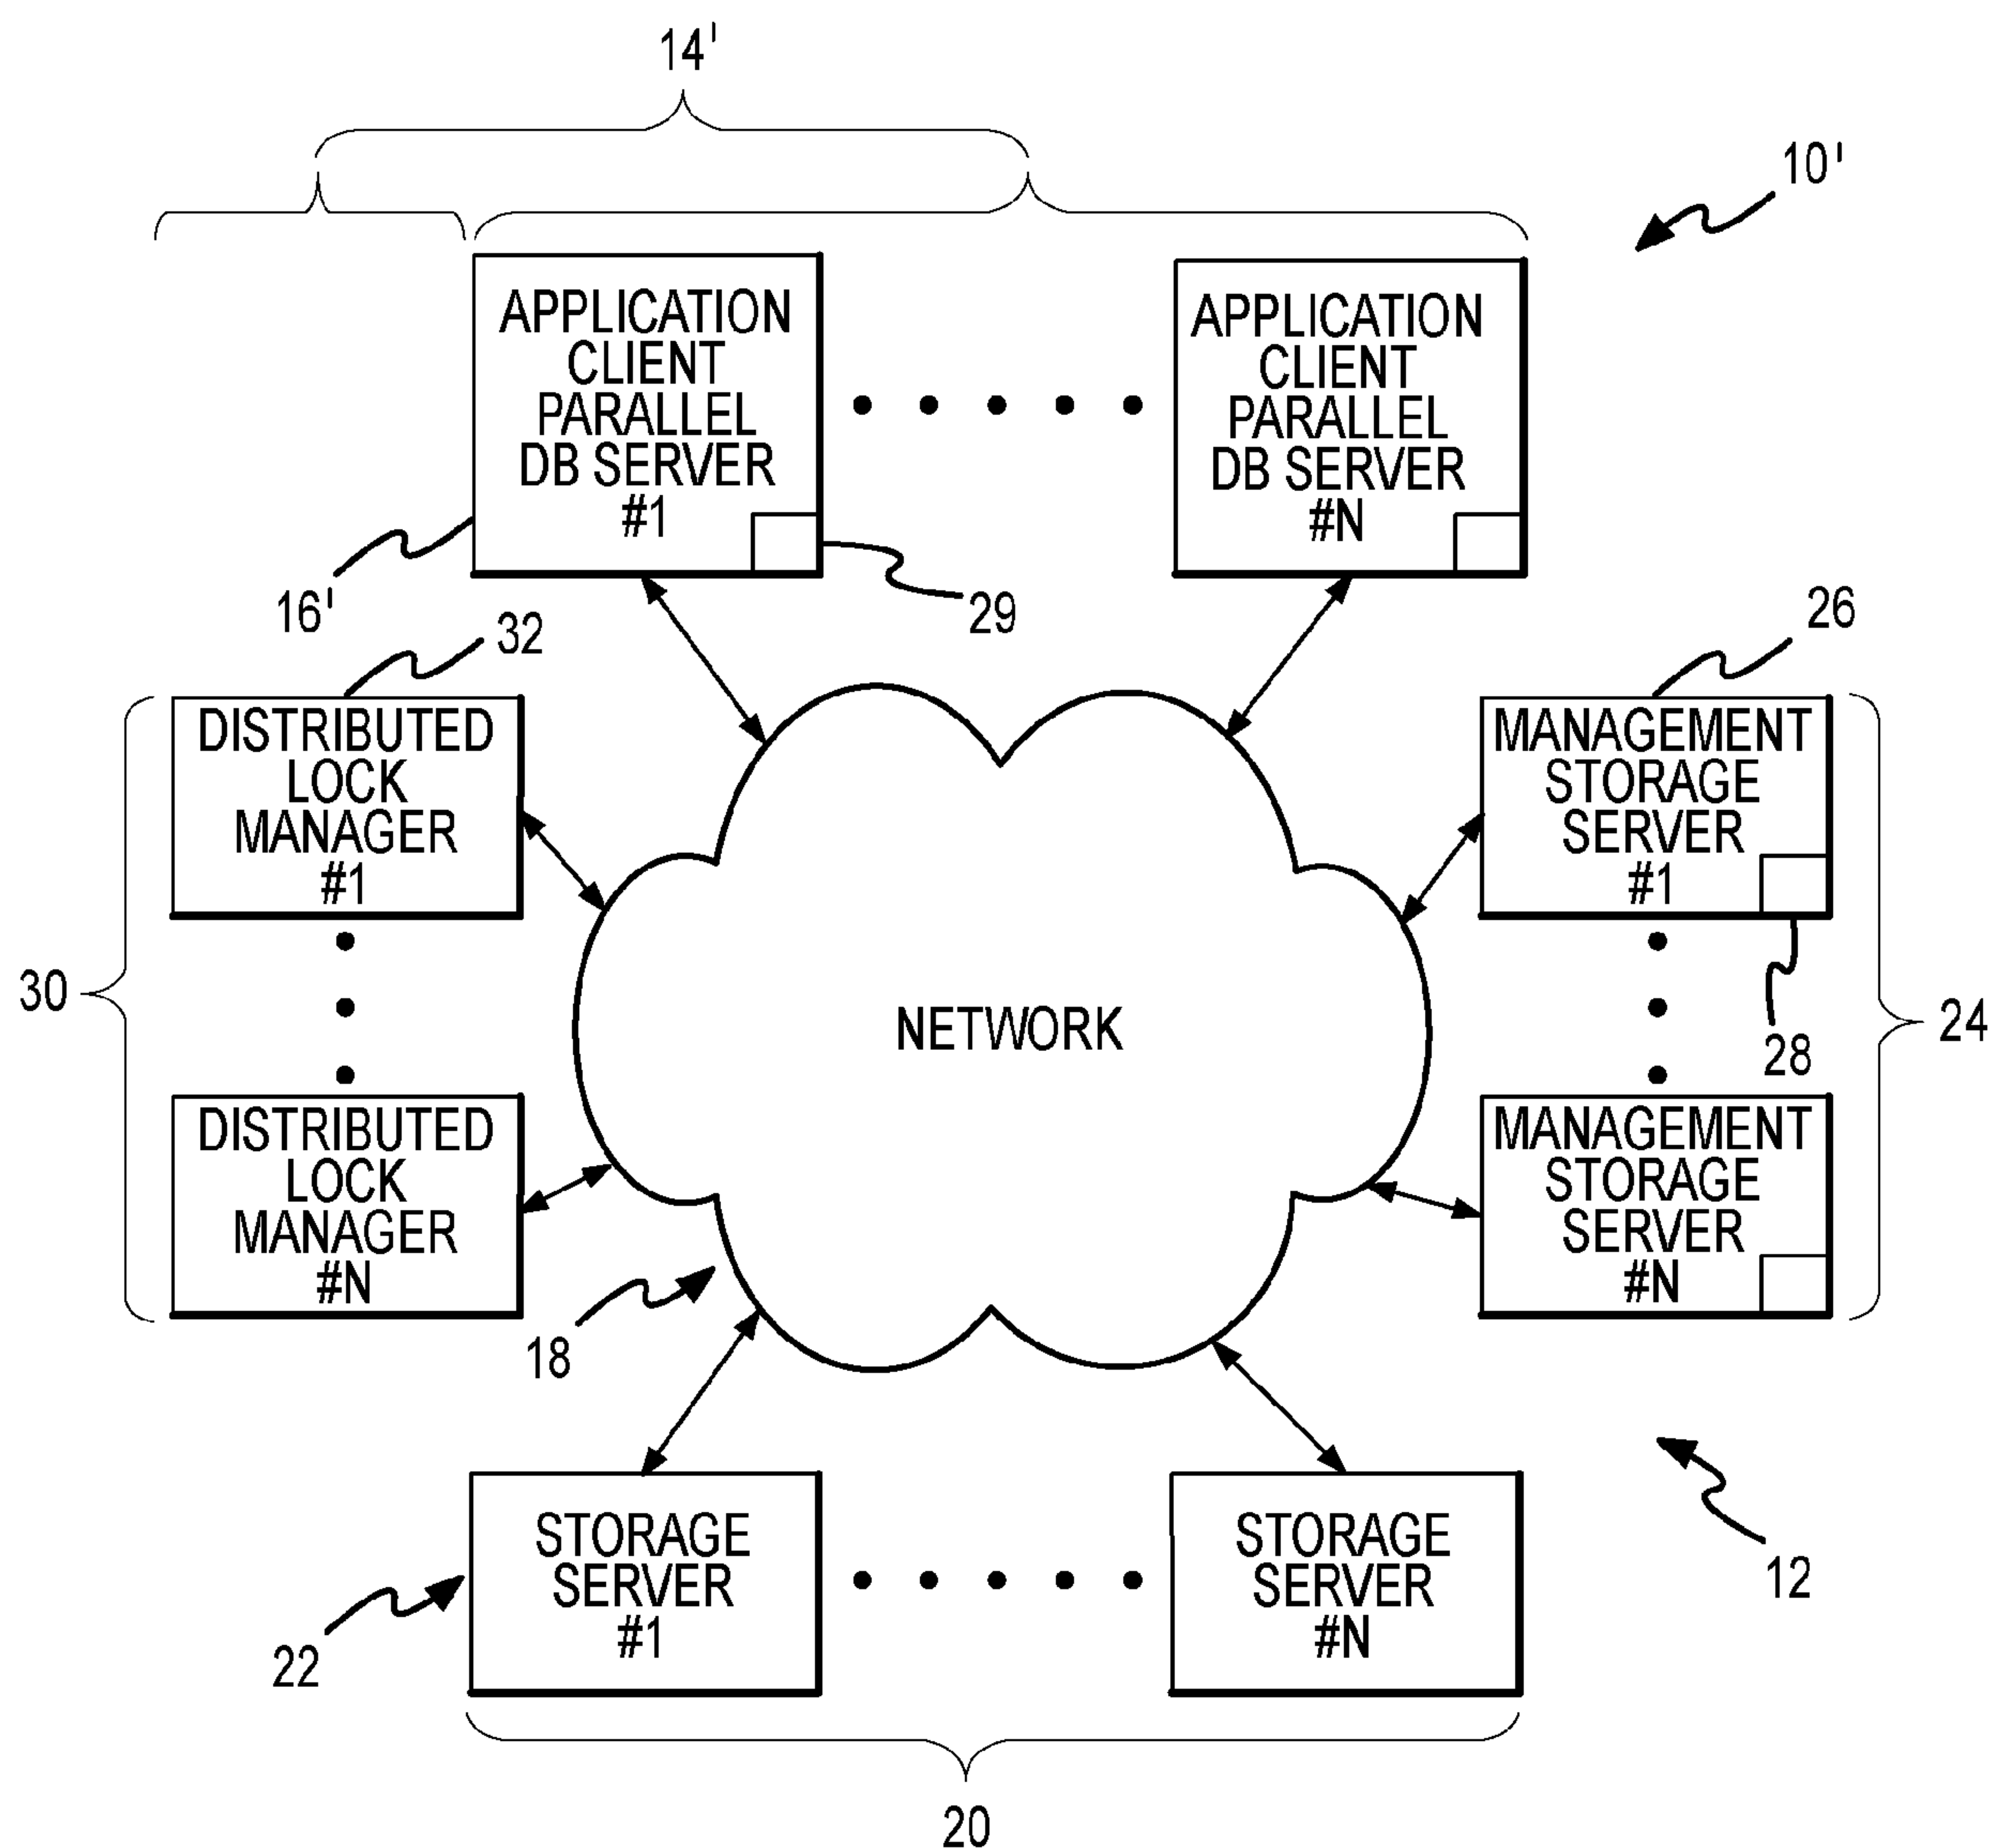 14'
10'
APPLICATION
CLIENT
PARALLEL
DB SERVER
#1
APPLICATION
CLIENT
PARALLEL
DB SERVER
#N
16'
29
32
26
DISTRIBUTED
LOCK
MANAGER
#1
MANAGEMENT
STORAGE
SERVER
#1
30
NETWORK
28
24
DISTRIBUTED
LOCK
MANAGER
#N
MANAGEMENT
STORAGE
SERVER
#N
18
STORAGE
SERVER
#1
STORAGE
SERVER
#N
12
22
20